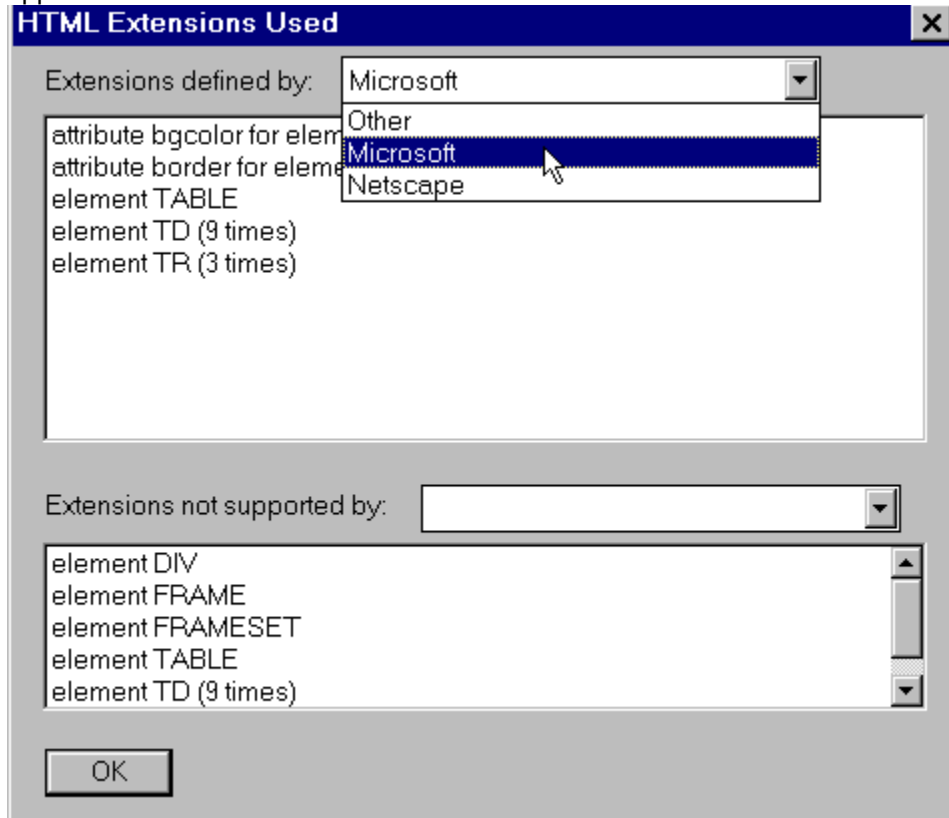 HTML Extensions Used
Extensions defined by: Microsoft
Other
Microsoft
Netscape
attribute bgcolor for elem
attribute border for eleme
element TABLE
element TD (9 times)
element TR (3 times)
Extensions not supported by:
element DIV
element FRAME
element FRAMESET
element TABLE
element TD (9 times)
OK